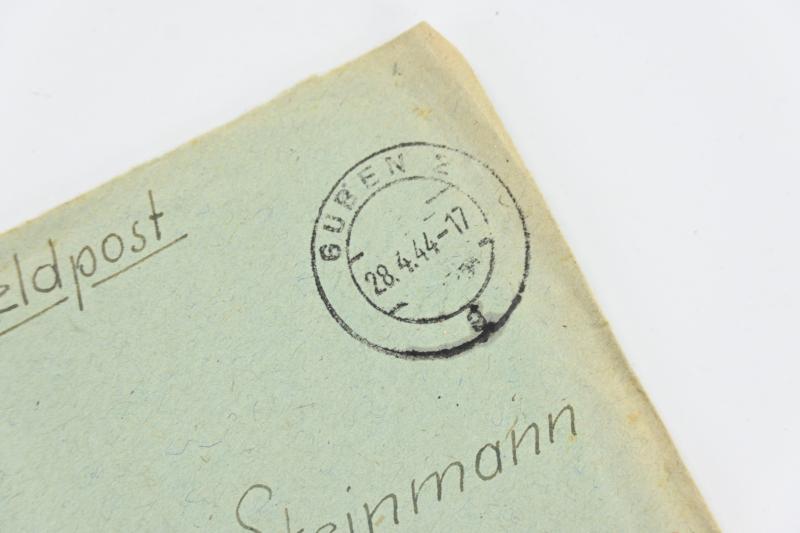 GUBEN 2
28.4.44-17
a
eldpost
Steinmann